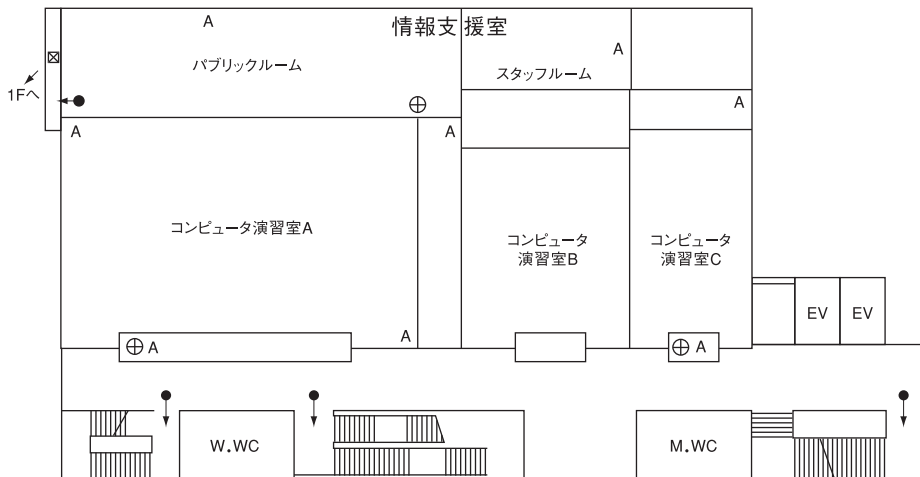 A
情報支援室
パブリックルーム
A
スタッフルーム
1Fへ
A
A
A
コンピュータ演習室A
コンピュータ
演習室B
コンピュータ
演習室C
EV
EV
A
A
A
W.WC
M.WC